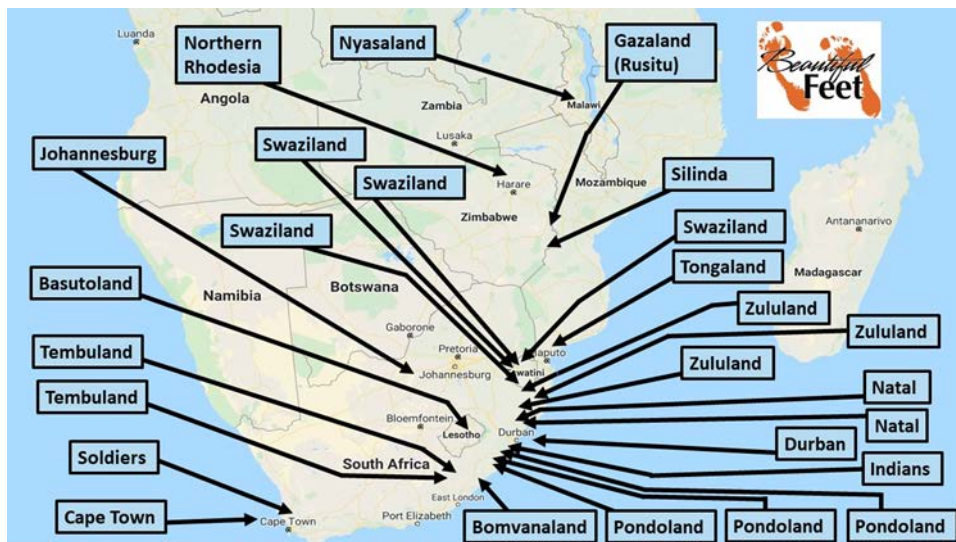 Luanda
Northern
Rhodesia
Nyasaland
Gazaland
(Rusitu)
Beautiful
Feet
Angola
Zambia
Malawi
Lusaka
Johannesburg
Swaziland
Swaziland
Mozambique
Silinda
Harare
Zimbabwe
Swaziland
Swaziland
Antananarivo
Basutoland
Namibia
Botswana
Tongaland
Madagascar
Zululand
Gaborone
Pretoria
Johannesburg
Zululand
Tembuland
Zululand
Natal
Tembuland
Bloemfontein
Lesotho
Durban
Natal
Durban
Soldiers
South Africa
Indians
East London
Cape Town
Cape Town
Port Elizabeth
Bomvanaland
Pondoland
Pondoland
Pondoland